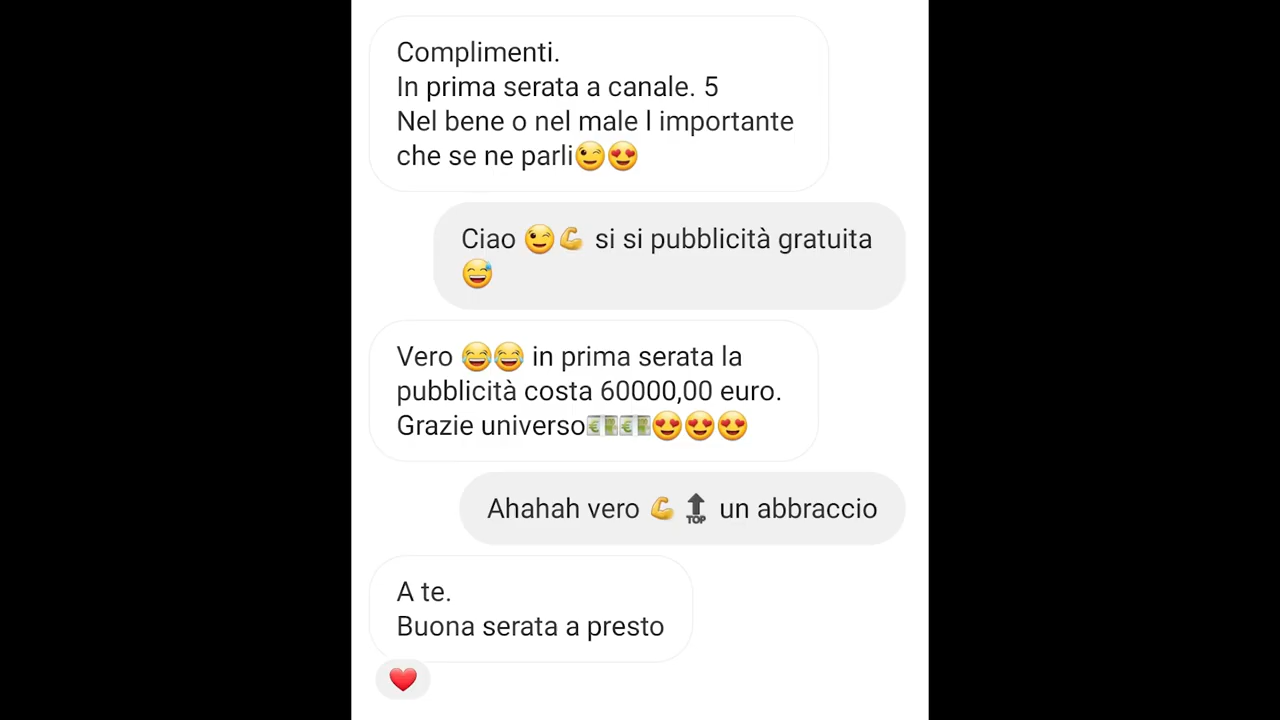 Complimenti.
In prima serata a canale. 5
Nel bene o nel male l importante
che se ne parli😉😍
Ciao 😉💪 si si pubblicità gratuita
😅
Vero 😂😂 in prima serata la
pubblicità costa 60000,00 euro.
Grazie universo💶💶😍😍😍
Ahahah vero 💪🔝 un abbraccio
A te.
Buona serata a presto
❤️